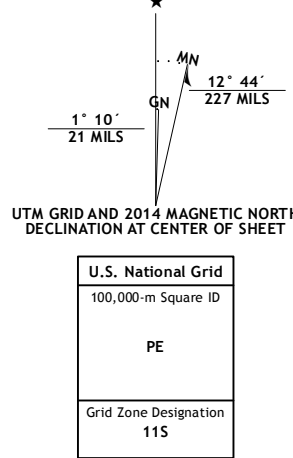 ★
MN
12° 44´
227 MILS
GN
1° 10´
21 MILS
UTM GRID AND 2014 MAGNETIC NORTH
DECLINATION AT CENTER OF SHEET
U.S. National Grid
100,000-m Square ID
PE
Grid Zone Designation
11S